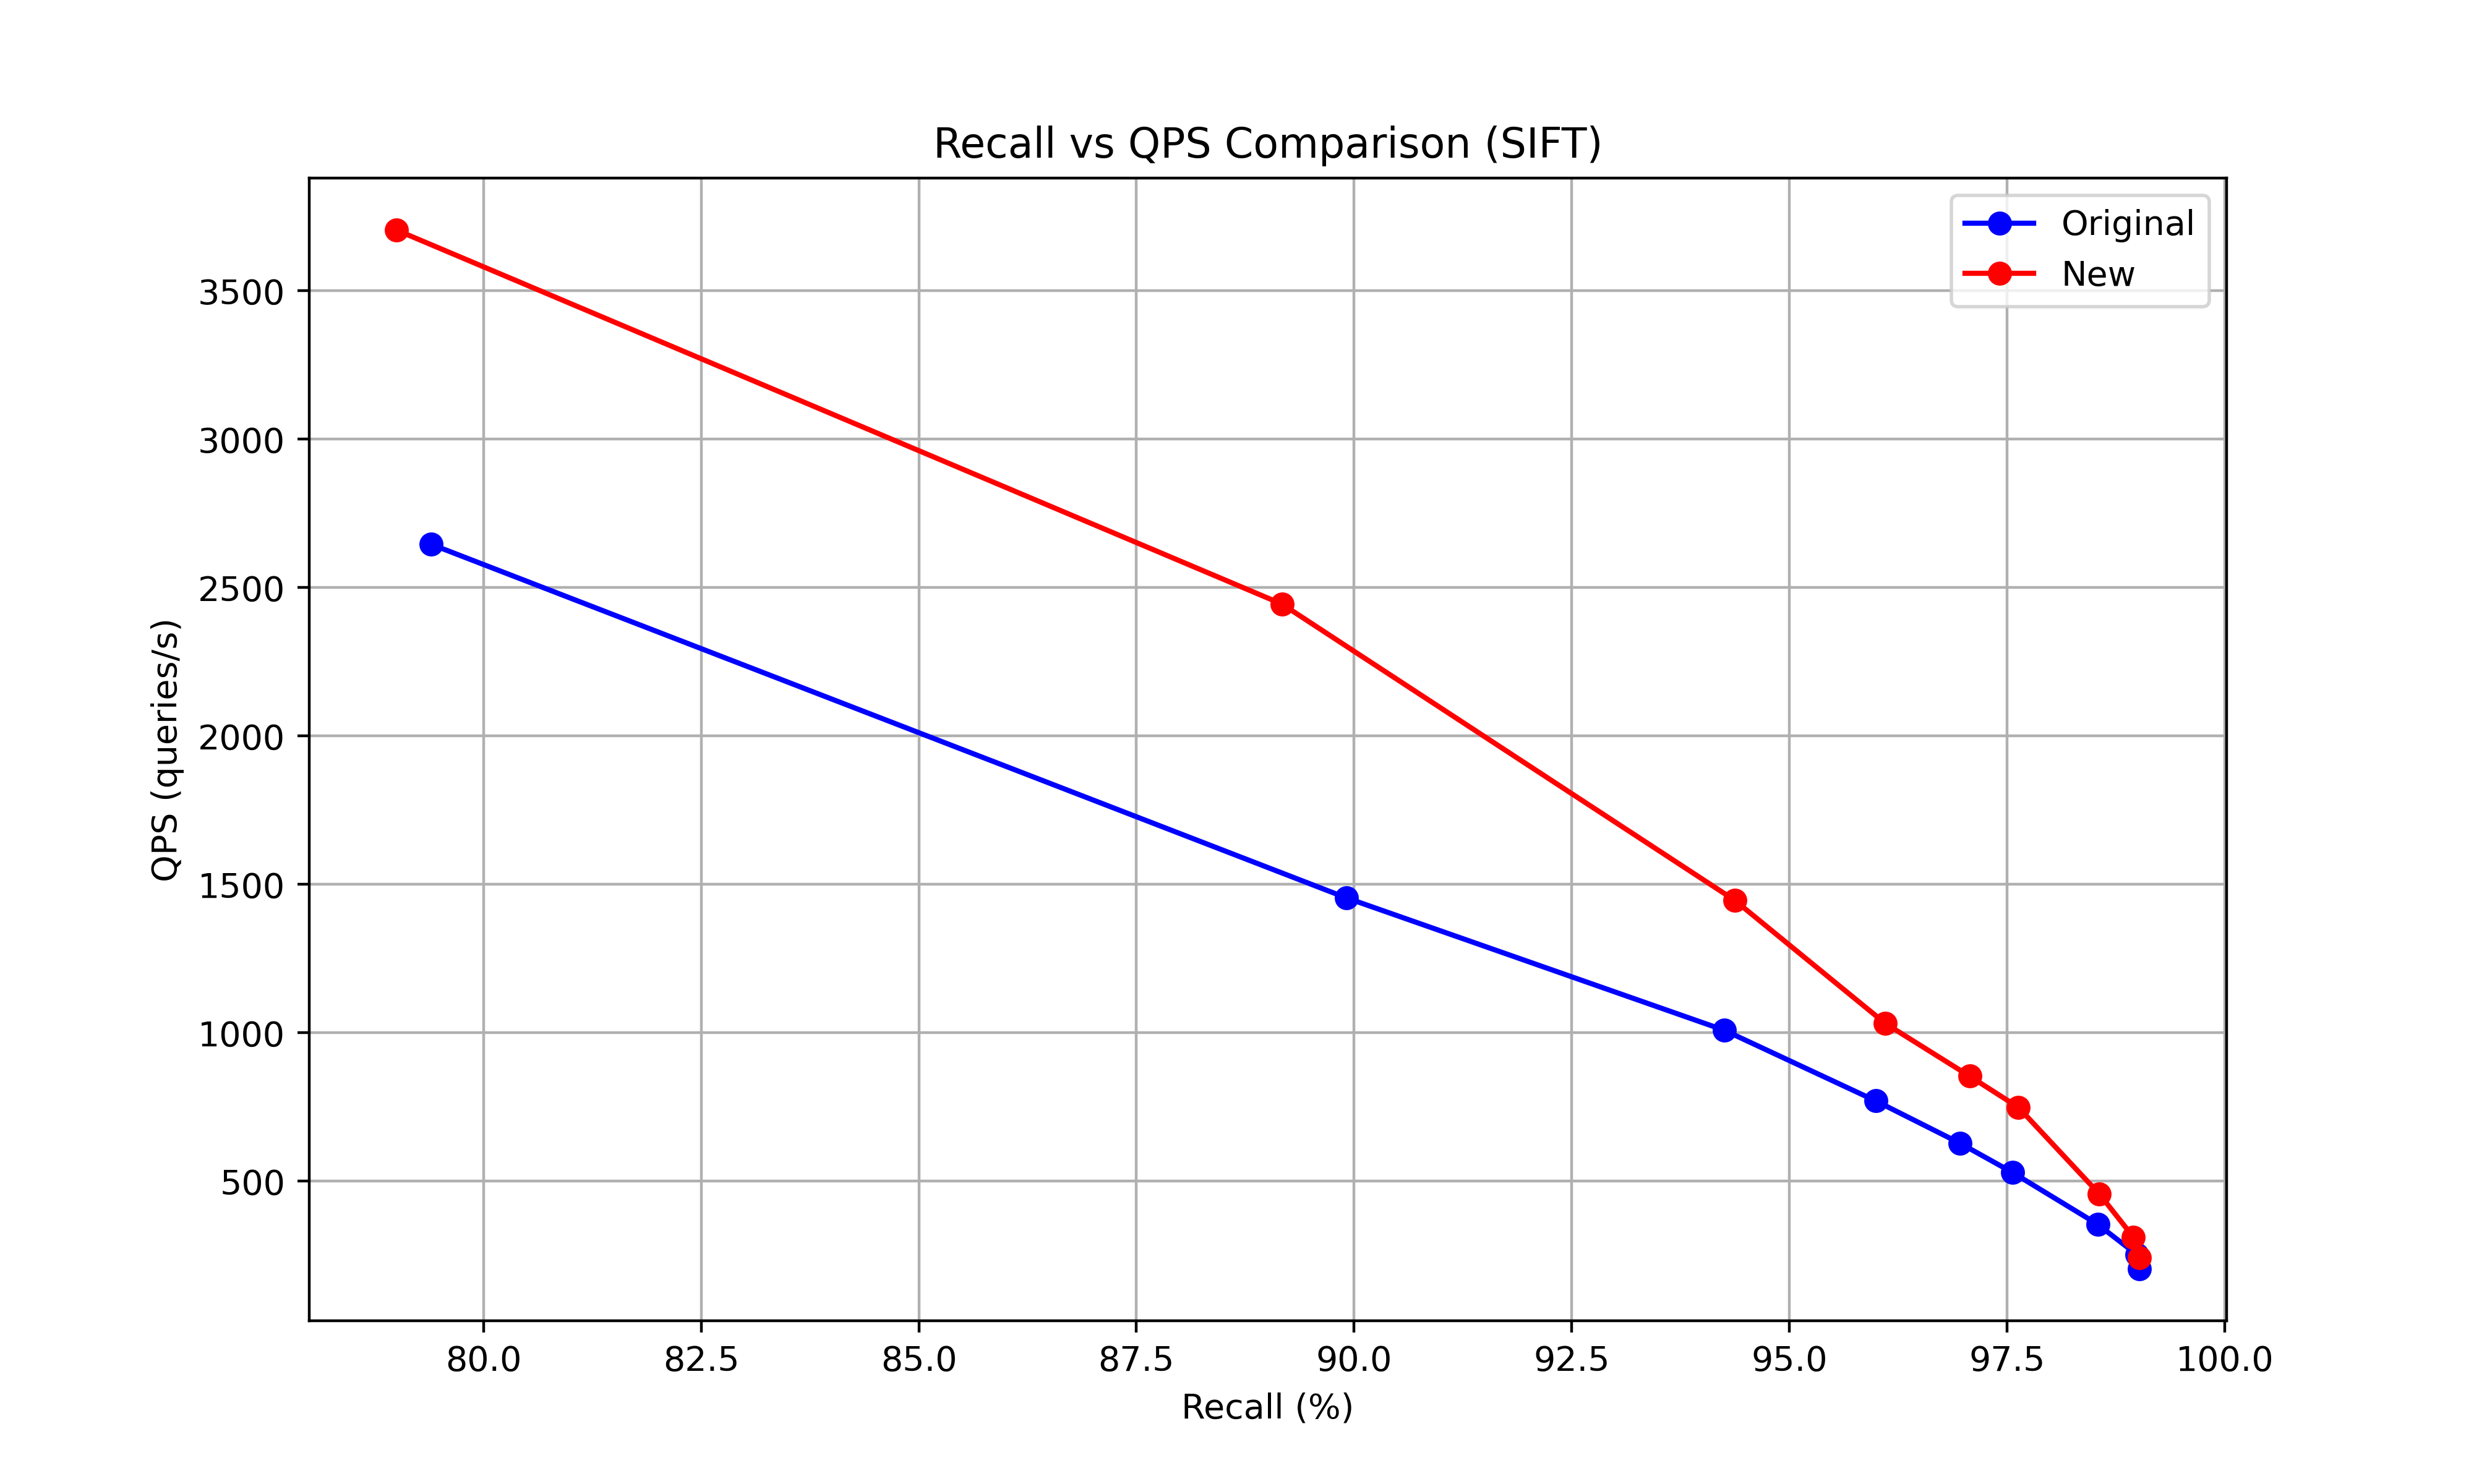 Recall vs QPS Comparison (SIFT)
Original
New
QPS (queries/s)
3500
3000
2500
2000
1500
1000
500
80.0 82.5 85.0 87.5 90.0 92.5 95.0 97.5 100.0
Recall (%)